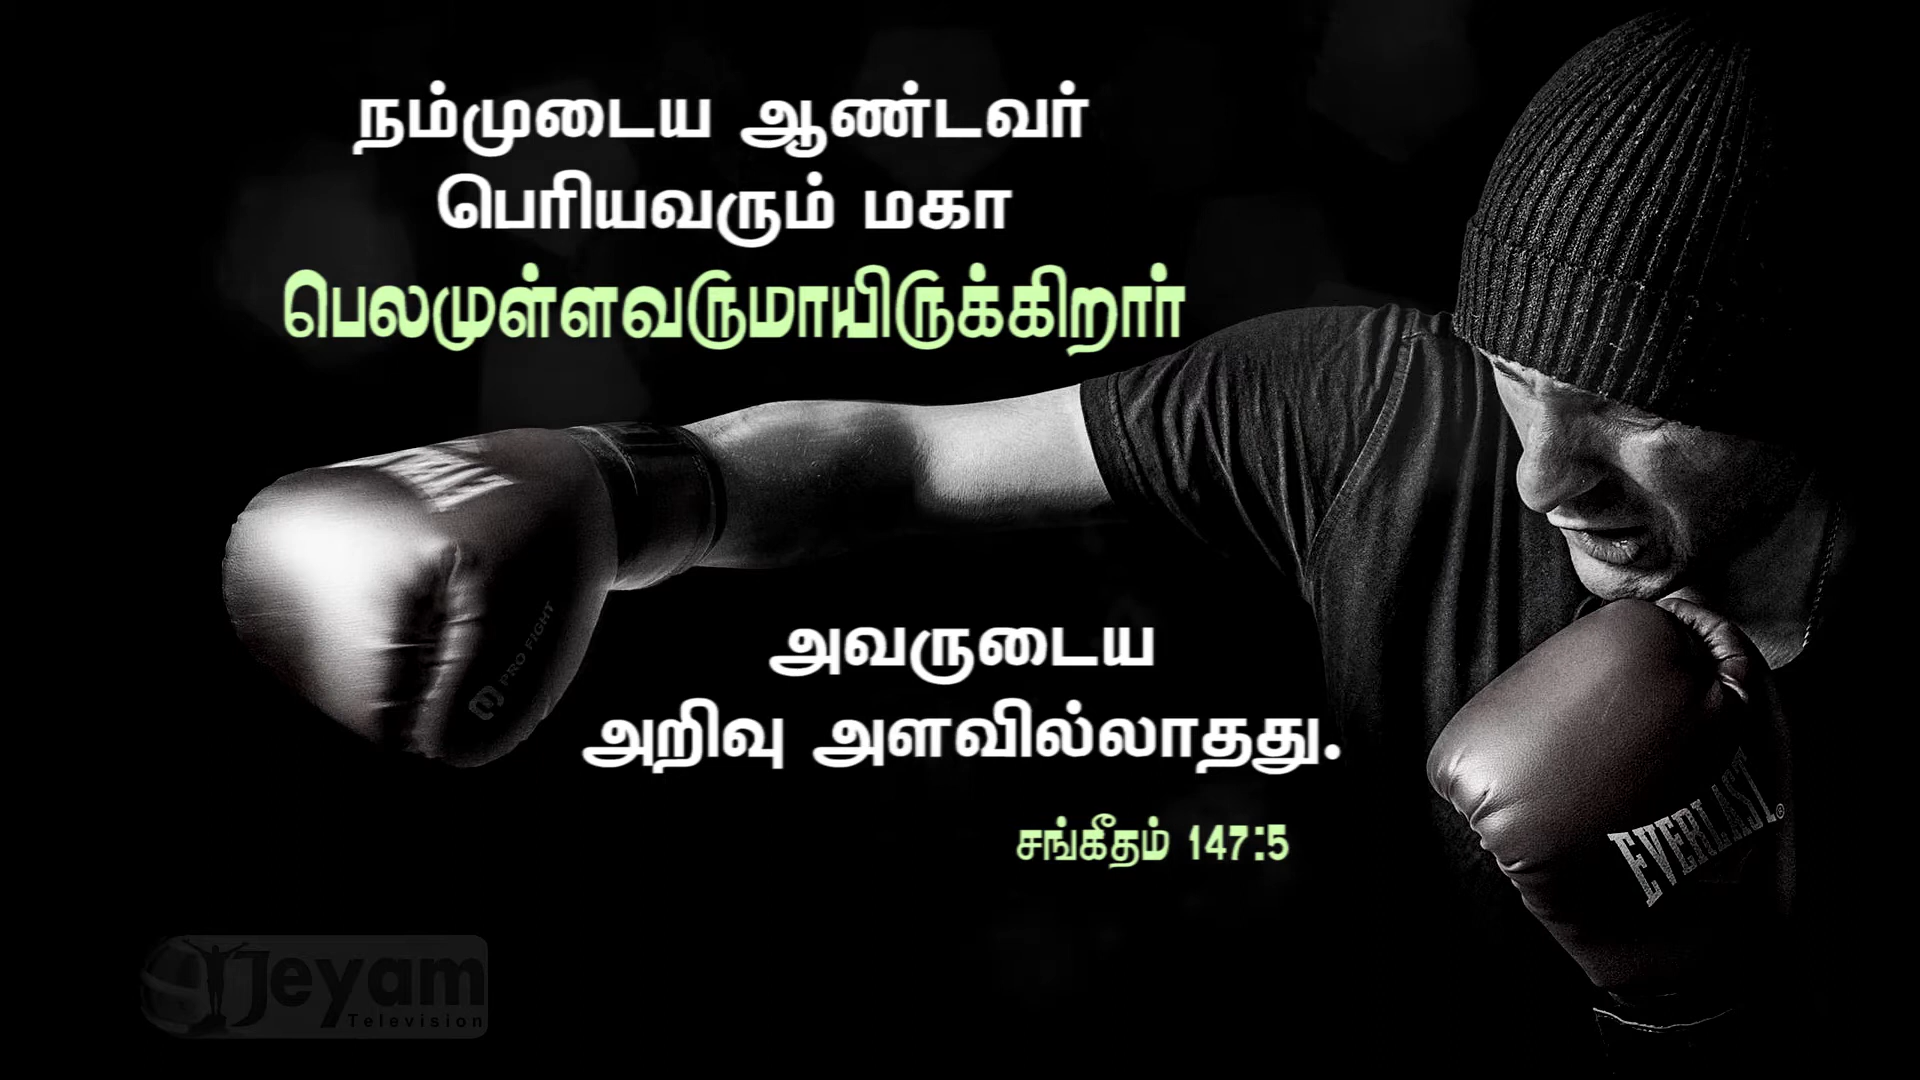 நம்முடைய ஆண்டவர்
பெரியவரும் மகா
பெலமுள்ளவருமாயிருக்கிறார்
PRO FIGHT
அவருடைய
அறிவு அளவில்லாதது.
சங்கீதம் 147:5
EVERLAST®
Jeyam
Television